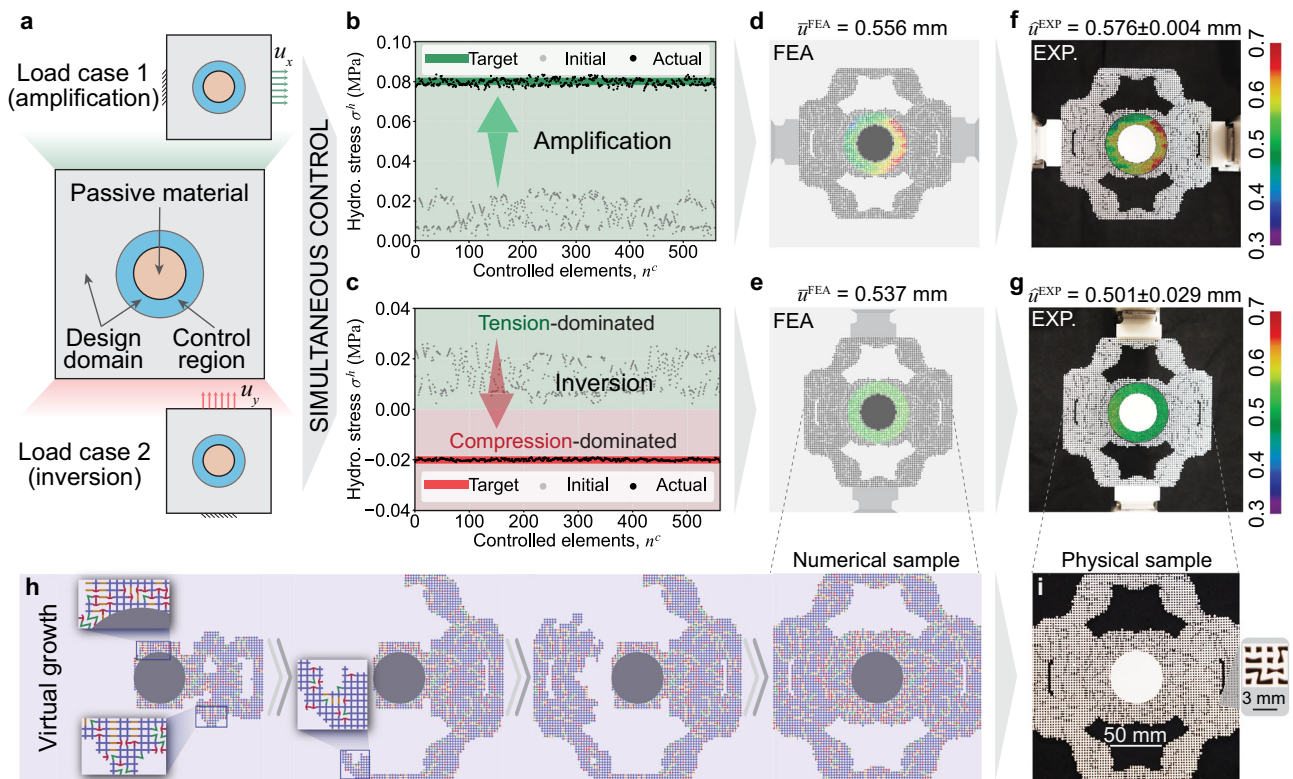 a
Load case 1
(amplification)
u_x
Passive material
Design
domain
Control
region
u_y
Load case 2
(inversion)
SIMULTANEOUS CONTROL
b
Hydro. stress σ^h (MPa)
0.10
0.08
0.06
0.04
0.02
0.00
Target Initial Actual
Amplification
0 100 200 300 400 500
Controlled elements, n^c
c
Hydro. stress σ^h (MPa)
0.04
0.02
0.00
−0.02
−0.04
Tension-dominated
Inversion
Compression-dominated
Target Initial Actual
0 100 200 300 400 500
Controlled elements, n^c
d
u̅^FEA = 0.556 mm
FEA
e
u̅^FEA = 0.537 mm
FEA
f
û^EXP = 0.576±0.004 mm
EXP.
0.7
0.6
0.5
0.4
0.3
g
û^EXP = 0.501±0.029 mm
EXP.
0.7
0.6
0.5
0.4
0.3
h
Virtual growth
Numerical sample
Physical sample
i
50 mm
3 mm